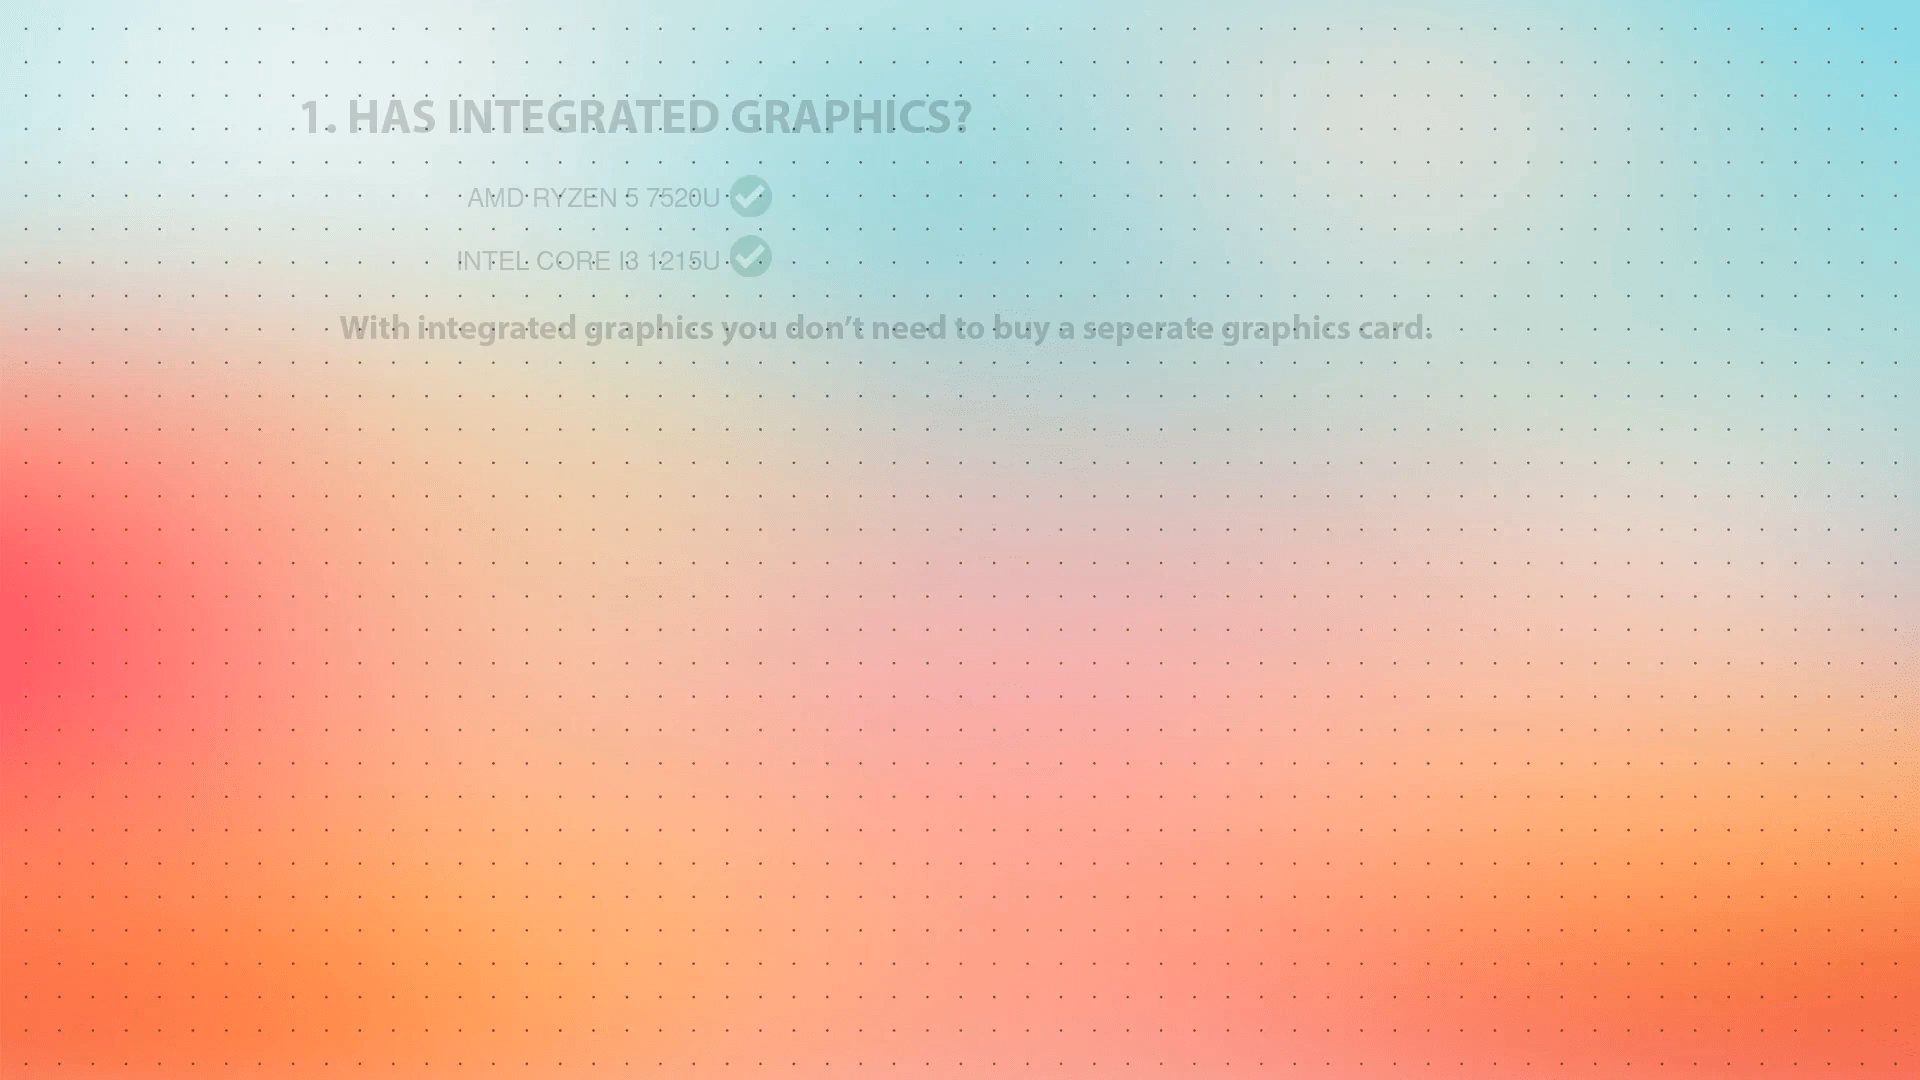 1. HAS INTEGRATED GRAPHICS?
AMD RYZEN 5 7520U
INTEL CORE I3 1215U
With integrated graphics you don’t need to buy a seperate graphics card.